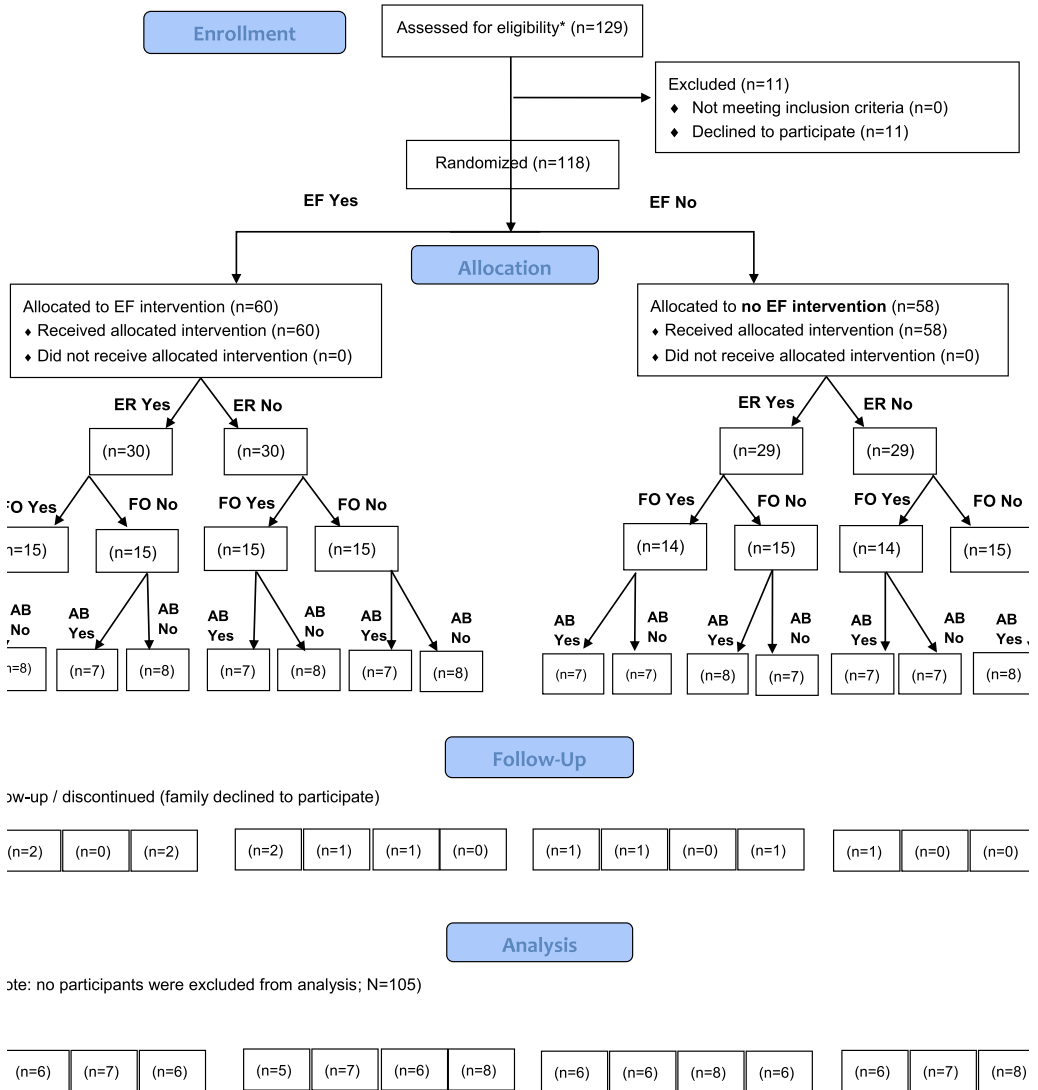 Enrollment
Assessed for eligibility* (n=129)
Excluded (n=11)
♦ Not meeting inclusion criteria (n=0)
♦ Declined to participate (n=11)
Randomized (n=118)
EF Yes
EF No
Allocation
Allocated to EF intervention (n=60)
♦ Received allocated intervention (n=60)
♦ Did not receive allocated intervention (n=0)
Allocated to no EF intervention (n=58)
♦ Received allocated intervention (n=58)
♦ Did not receive allocated intervention (n=0)
ER Yes
ER No
ER Yes
ER No
(n=30)
(n=30)
(n=29)
(n=29)
FO Yes
FO No
FO Yes
FO No
FO Yes
FO No
FO Yes
FO No
n=15)
(n=15)
(n=15)
(n=15)
(n=14)
(n=15)
(n=14)
(n=15)
AB
No
AB
Yes
AB
No
AB
Yes
AB
No
AB
Yes
AB
No
AB
Yes
AB
No
AB
Yes
AB
No
AB
Yes
AB
No
AB
Yes
n=8)
(n=7)
(n=8)
(n=7)
(n=8)
(n=7)
(n=8)
(n=7)
(n=7)
(n=8)
(n=7)
(n=7)
(n=7)
(n=8)
Follow-Up
ow-up / discontinued (family declined to participate)
(n=2)
(n=0)
(n=2)
(n=2)
(n=1)
(n=1)
(n=0)
(n=1)
(n=1)
(n=0)
(n=1)
(n=1)
(n=0)
(n=0)
Analysis
ote: no participants were excluded from analysis; N=105)
(n=6)
(n=7)
(n=6)
(n=5)
(n=7)
(n=6)
(n=8)
(n=6)
(n=6)
(n=8)
(n=6)
(n=6)
(n=7)
(n=8)